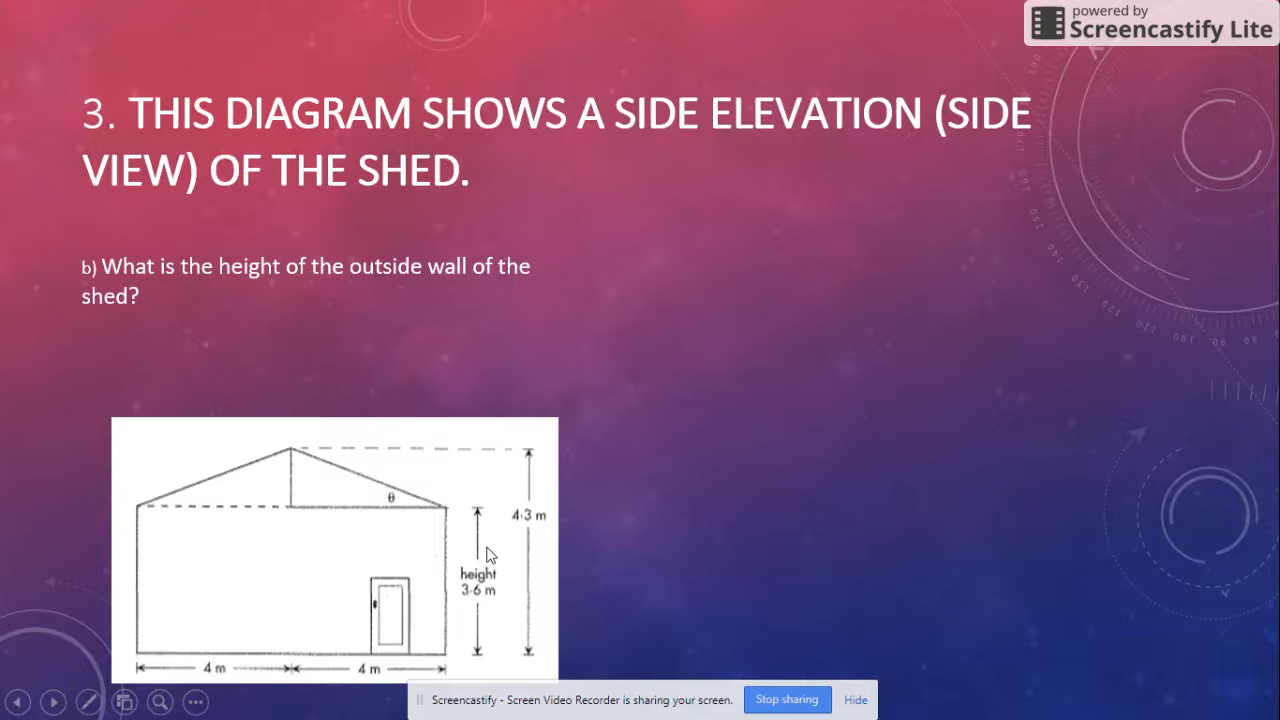 powered by
Screencastify Lite
3. THIS DIAGRAM SHOWS A SIDE ELEVATION (SIDE
VIEW) OF THE SHED.
b) What is the height of the outside wall of the
shed?
θ
4·3 m
height
3·6 m
4 m
4 m
Screencastify - Screen Video Recorder is sharing your screen.
Stop sharing
Hide